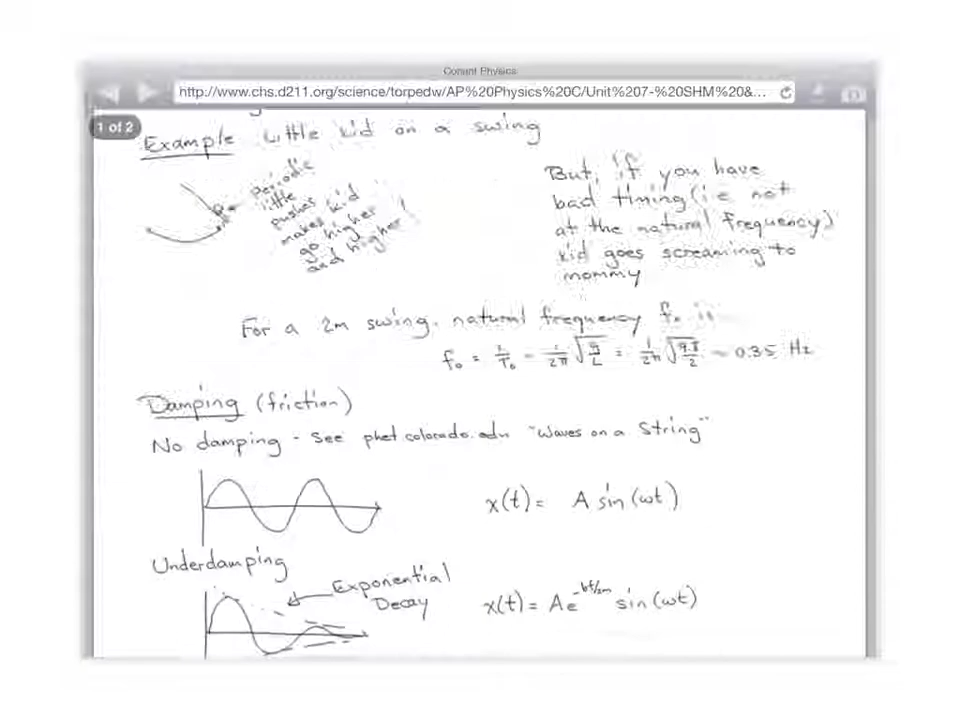 Conant Physics
http://www.chs.d211.org/science/torpedw/AP%20Physics%20C/Unit%207-%20SHM%20&...
1 of 2
Example Little kid on a swing
periodic
little
pushes
makes kid
go higher
and higher!
But, if you have
bad timing (i.e. not
at the natural frequency)
kid goes screaming to
mommy
For a 2m swing, natural frequency f₀ is
f₀ = 1/T₀ = 1/2π √g/L = 1/2π √9.8/2 = 0.35 Hz
Damping (friction)
No damping - see phet.colorado.edu "Waves on a String"
x(t) = A sin(ωt)
Underdamping
Exponential
Decay
x(t) = Ae^-bt/2m sin(ωt)